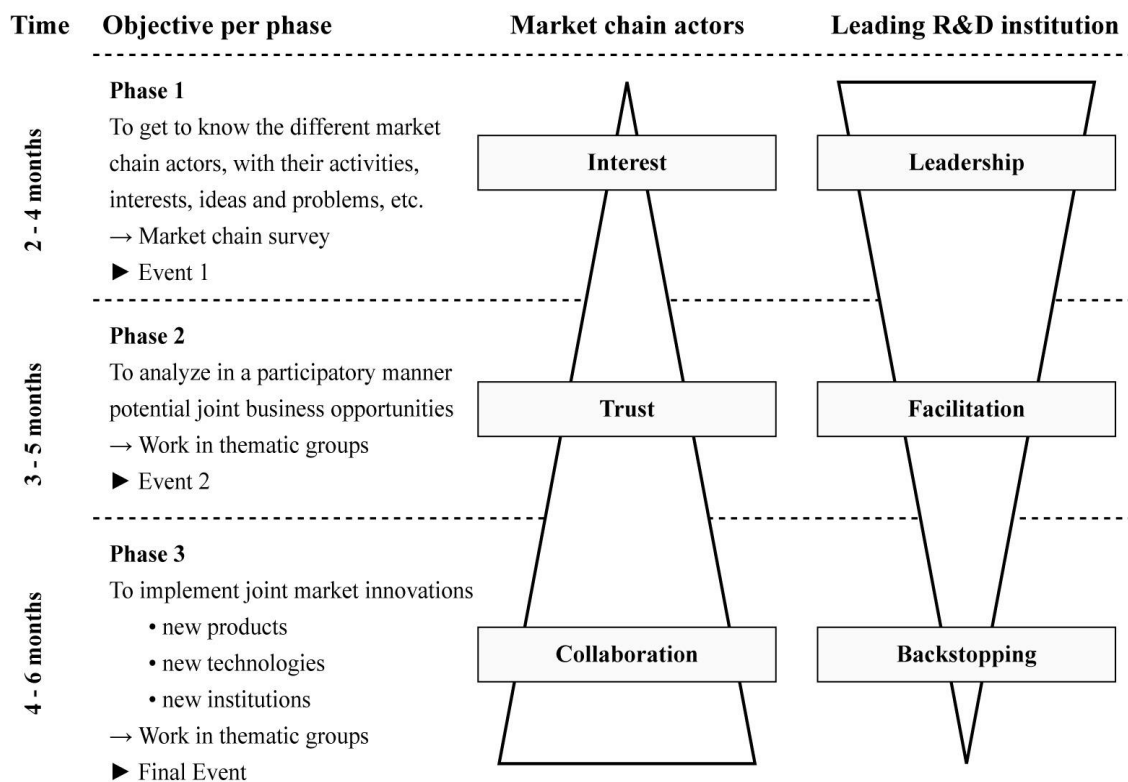 Time Objective per phase Market chain actors Leading R&D institution
2 - 4 months
Phase 1
To get to know the different market
chain actors, with their activities,
interests, ideas and problems, etc.
→ Market chain survey
► Event 1
Interest
Leadership
3 - 5 months
Phase 2
To analyze in a participatory manner
potential joint business opportunities
→ Work in thematic groups
► Event 2
Trust
Facilitation
4 - 6 months
Phase 3
To implement joint market innovations
• new products
• new technologies
• new institutions
→ Work in thematic groups
► Final Event
Collaboration
Backstopping